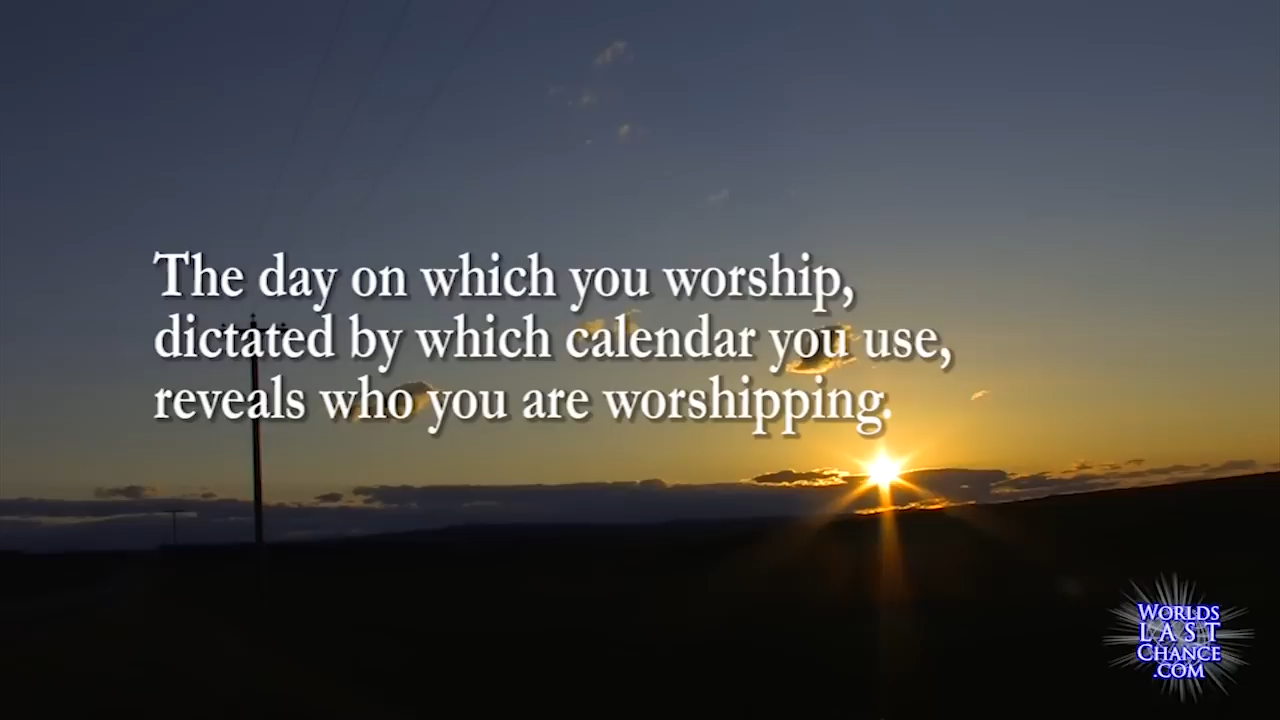 The day on which you worship,
dictated by which calendar you use,
reveals who you are worshipping.
WORLDS
LAST
CHANCE
.COM